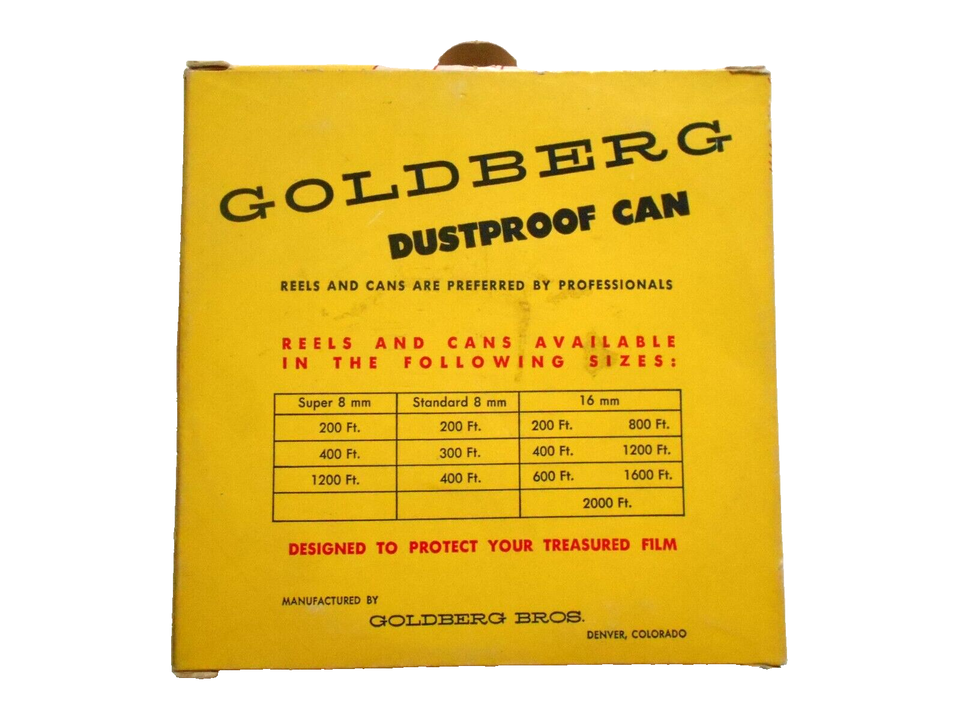 GOLDBERG
DUSTPROOF CAN
REELS AND CANS ARE PREFERRED BY PROFESSIONALS
REELS AND CANS AVAILABLE
IN THE FOLLOWING SIZES:
Super 8 mm Standard 8 mm 16 mm
200 Ft. 200 Ft. 200 Ft. 800 Ft.
400 Ft. 300 Ft. 400 Ft. 1200 Ft.
1200 Ft. 400 Ft. 600 Ft. 1600 Ft.
2000 Ft.
DESIGNED TO PROTECT YOUR TREASURED FILM
MANUFACTURED BY
GOLDBERG BROS.
DENVER, COLORADO